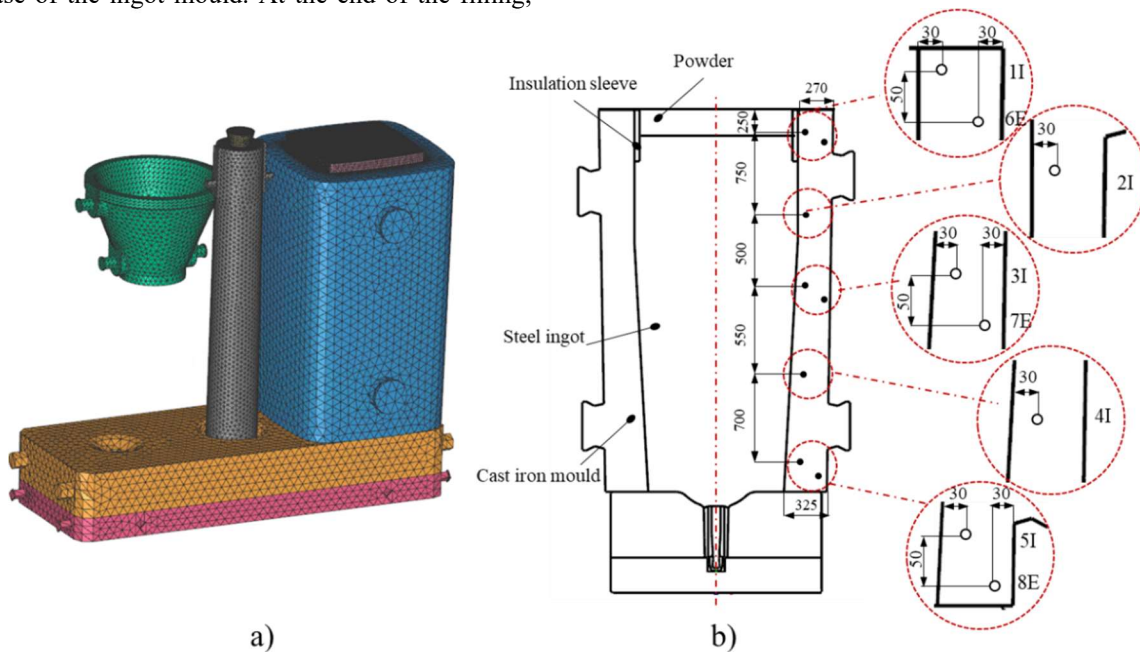 use of the ingot mould. At the end of the filling,
Powder
Insulation sleeve
Steel ingot
Cast iron mould
270
250
750
500
550
700
325
30
30
50
1I
6E
30
2I
30
30
50
3I
7E
30
4I
30
30
50
5I
8E
a)
b)